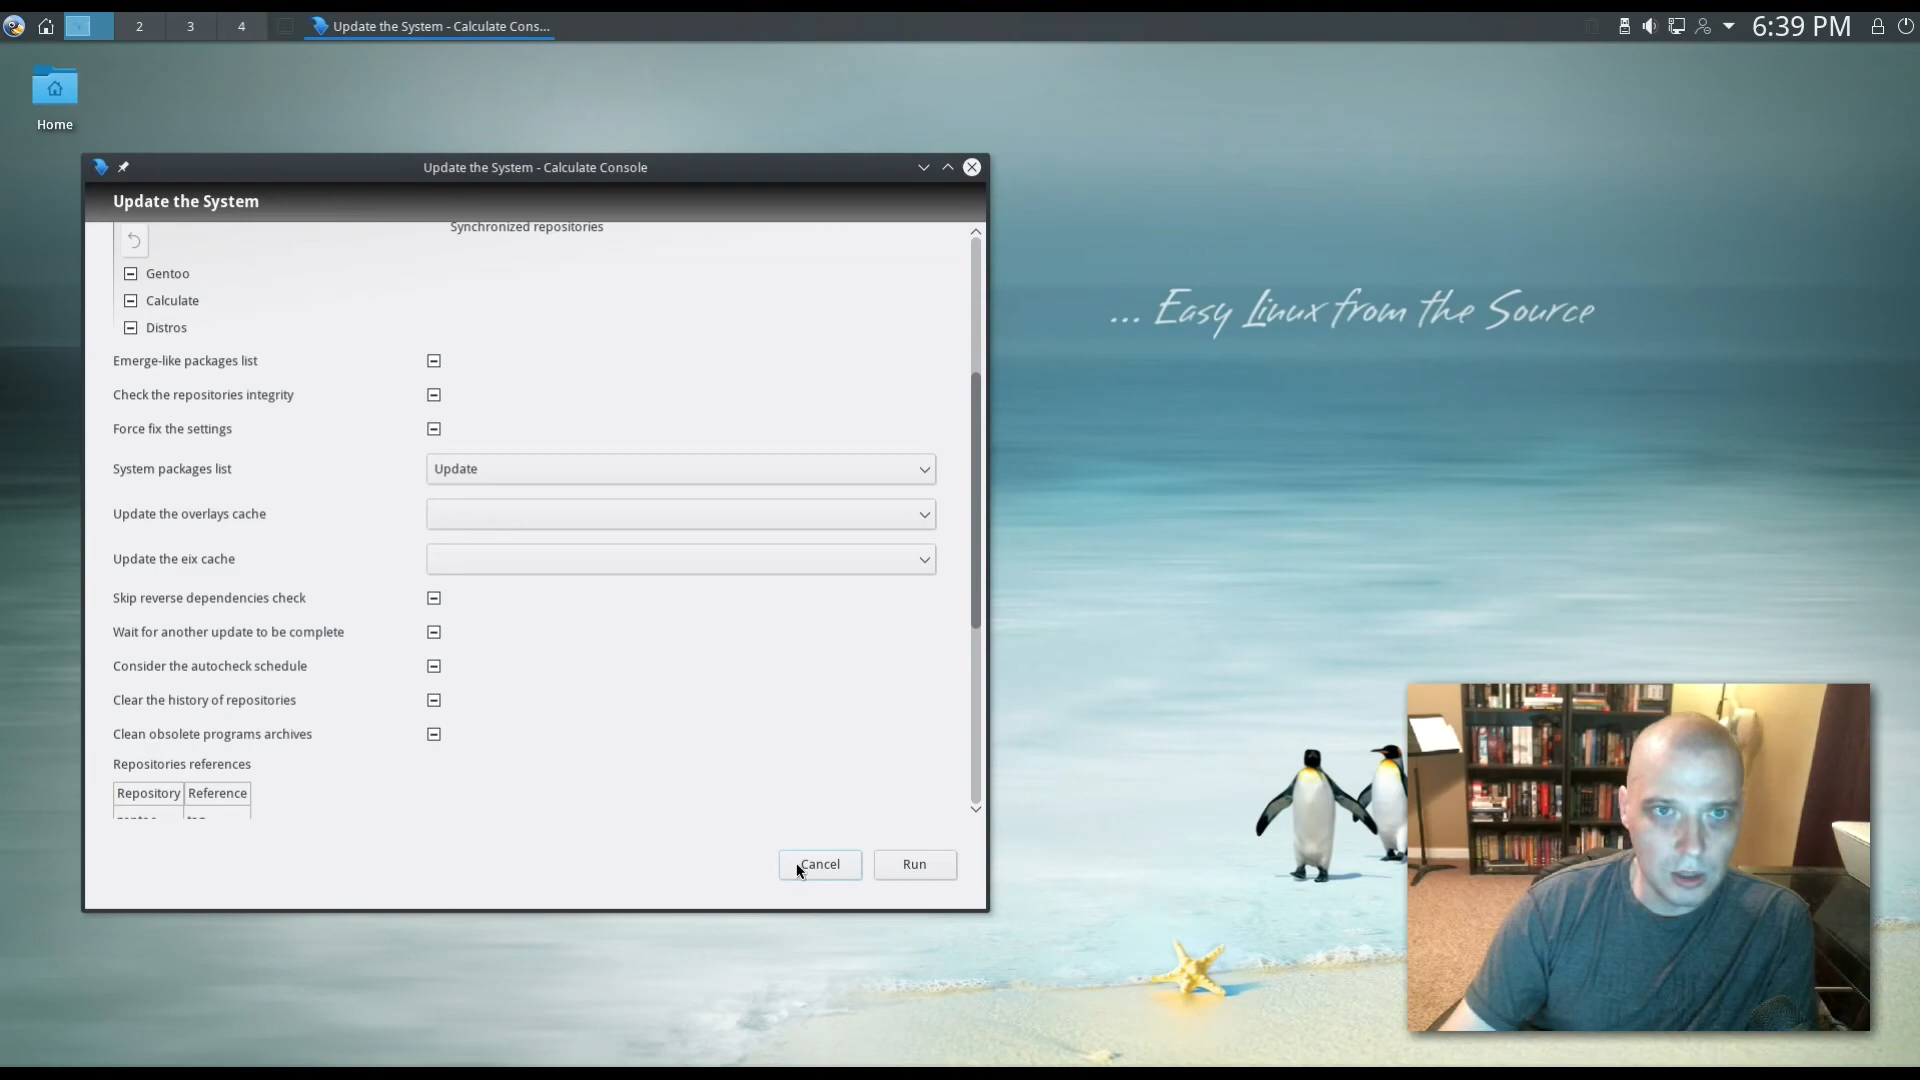 2
3
4
Update the System - Calculate Cons...
6:39 PM
Home
Update the System - Calculate Console
Update the System
Synchronized repositories
Gentoo
Calculate
Distros
Emerge-like packages list
Check the repositories integrity
Force fix the settings
System packages list
Update
Update the overlays cache
Update the eix cache
Skip reverse dependencies check
Wait for another update to be complete
Consider the autocheck schedule
Clear the history of repositories
Clean obsolete programs archives
Repositories references
Repository Reference
Cancel
Run
... Easy Linux from the Source